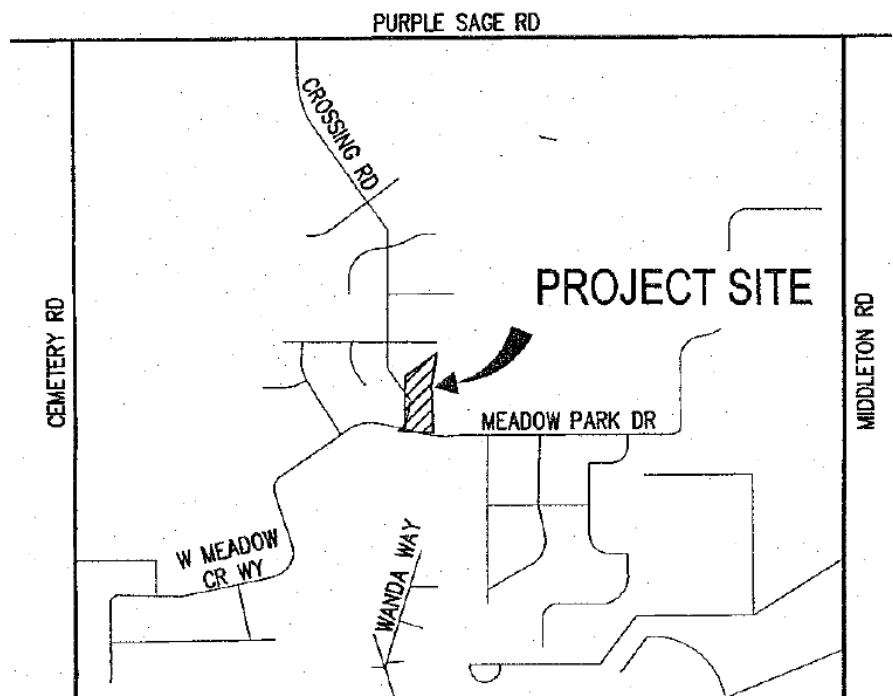 PURPLE SAGE RD
CROSSING RD
PROJECT SITE
CEMETERY RD
MIDDLETON RD
MEADOW PARK DR
W MEADOW
CR WY
WANDA WAY